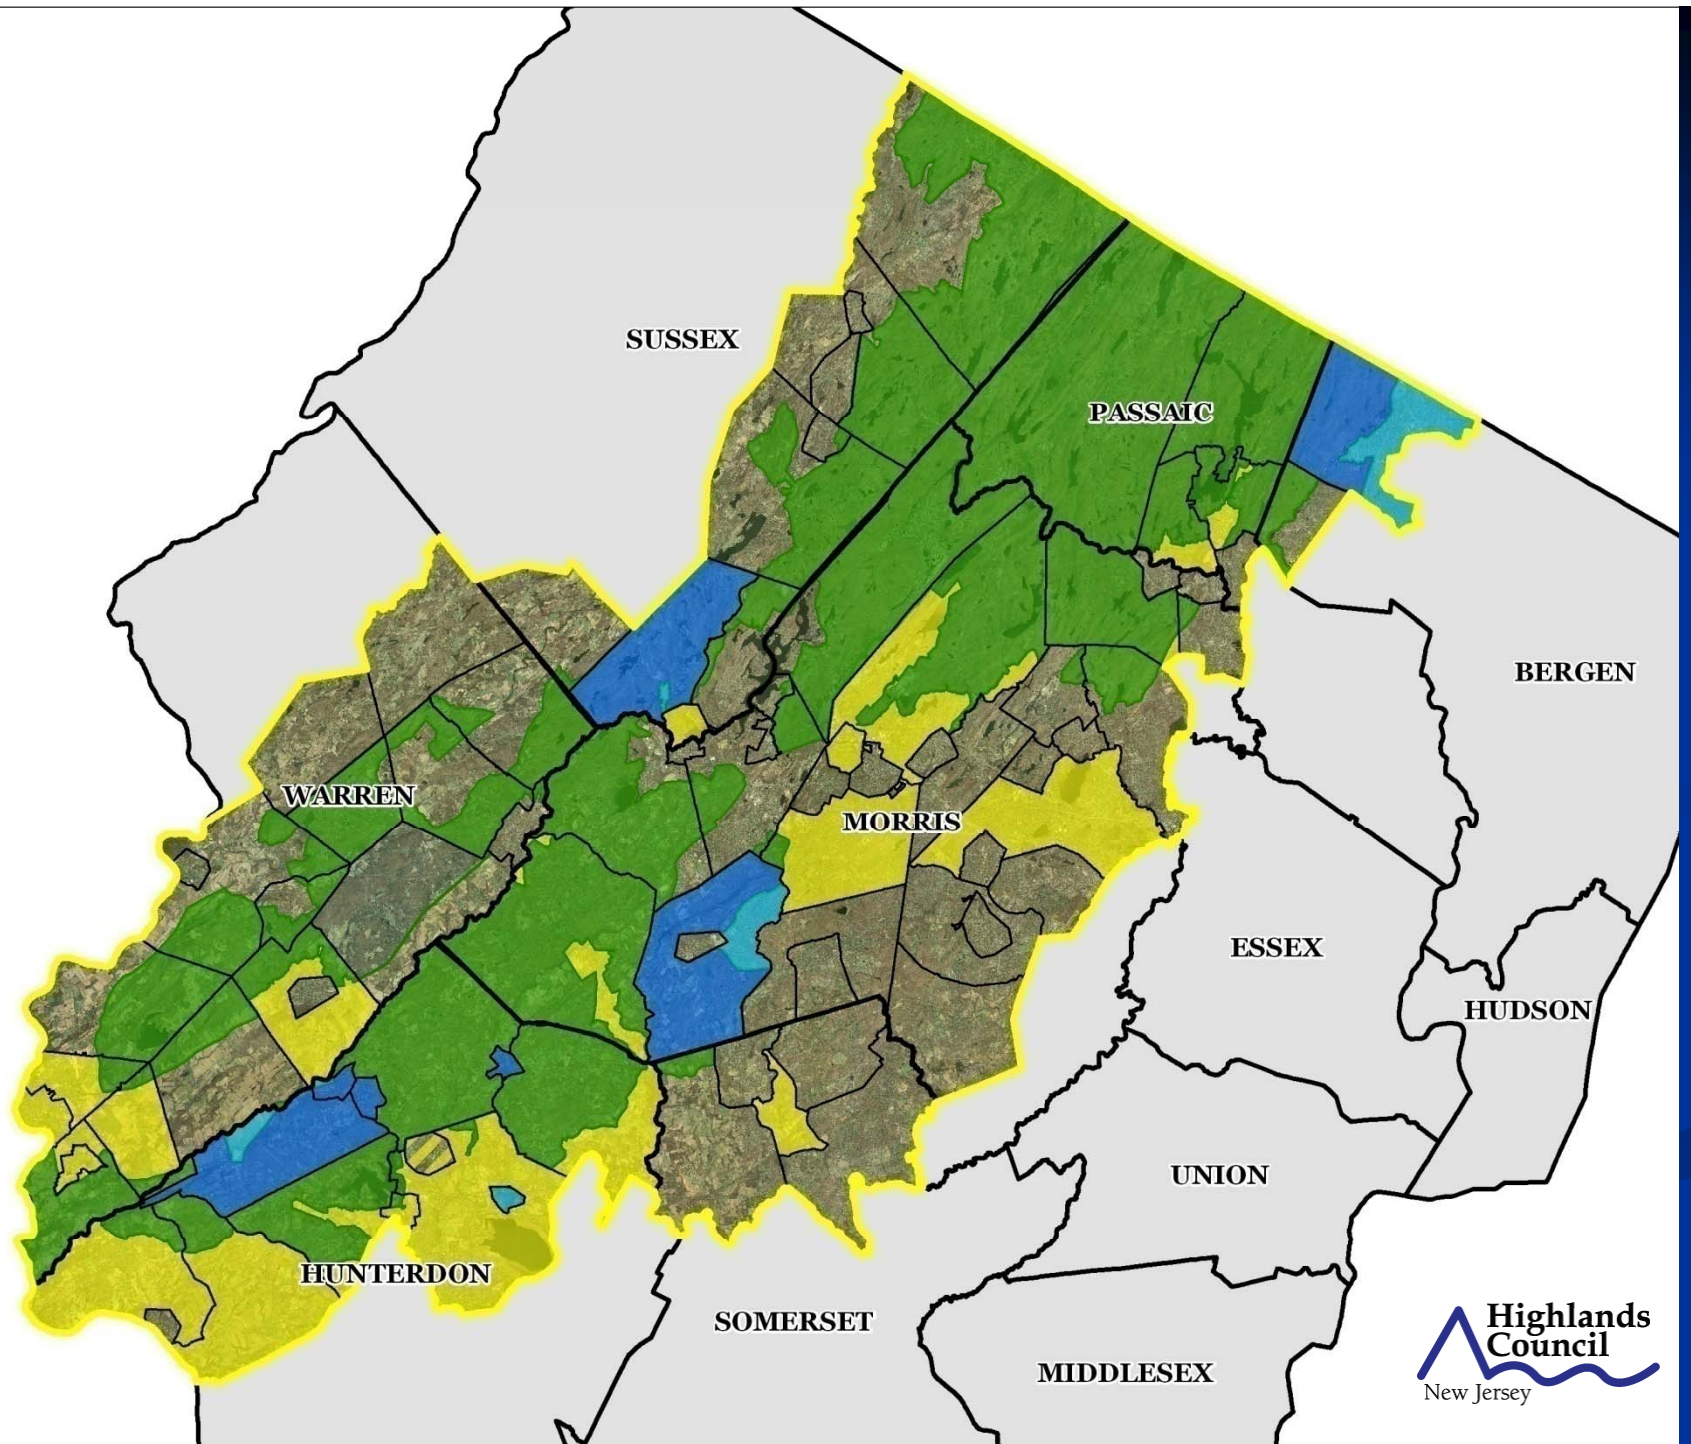 SUSSEX
PASSAIC
BERGEN
WARREN
MORRIS
ESSEX
HUDSON
UNION
HUNTERDON
SOMERSET
MIDDLESEX
Highlands
Council
New Jersey